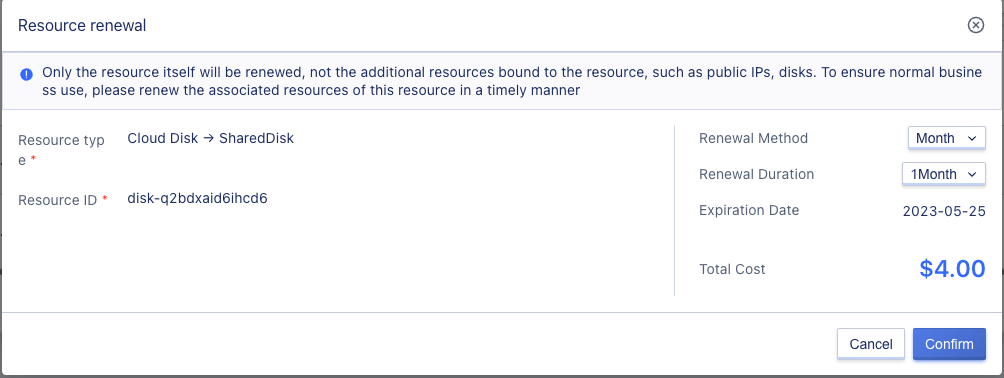 Resource renewal
Only the resource itself will be renewed, not the additional resources bound to the resource, such as public IPs, disks. To ensure normal busine
ss use, please renew the associated resources of this resource in a timely manner
Resource typ
e *
Cloud Disk → SharedDisk
Resource ID *
disk-q2bdxaid6ihcd6
Renewal Method
Month
Renewal Duration
1Month
Expiration Date
2023-05-25
Total Cost
$4.00
Cancel
Confirm